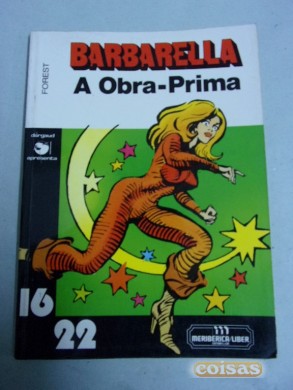 FOREST
BARBARELLA
A Obra-Prima
dargaud
apresenta
16
22
MERIBERICA/LIBER
coisas